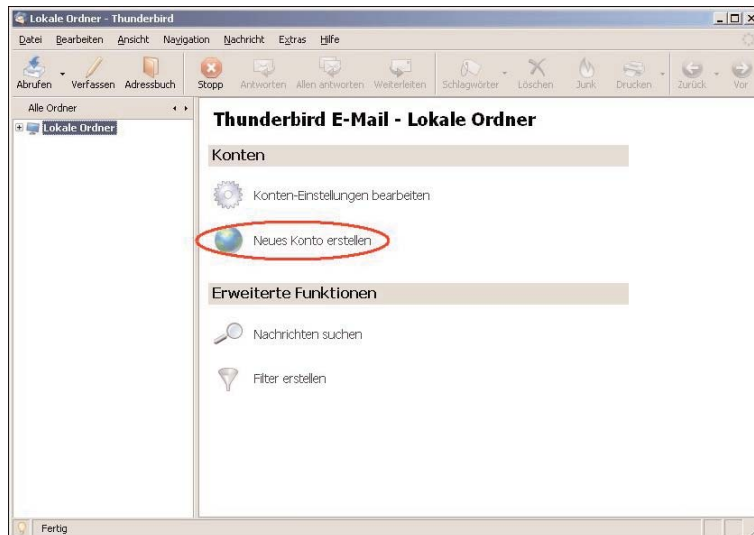 Lokale Ordner - Thunderbird
Datei Bearbeiten Ansicht Navigation Nachricht Extras Hilfe
Abrufen Verfassen Adressbuch Stopp Antworten Allen antworten Weiterleiten Schlagwörter Löschen Junk Drucken Zurück Vor
Alle Ordner
Lokale Ordner
Thunderbird E-Mail - Lokale Ordner
Konten
Konten-Einstellungen bearbeiten
Neues Konto erstellen
Erweiterte Funktionen
Nachrichten suchen
Filter erstellen
Fertig